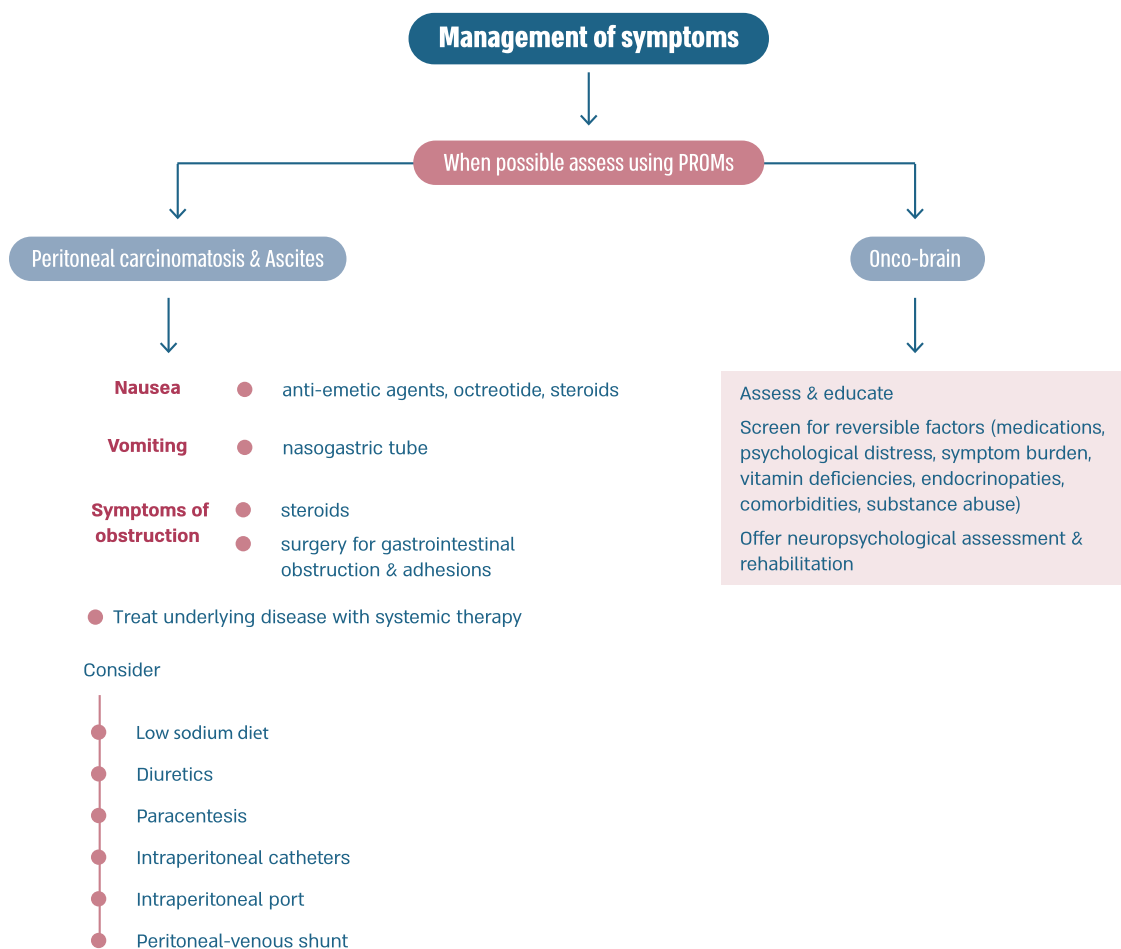 Management of symptoms
When possible assess using PROMs
Peritoneal carcinomatosis & Ascites
Nausea
anti-emetic agents, octreotide, steroids
Vomiting
nasogastric tube
Symptoms of
obstruction
steroids
surgery for gastrointestinal
obstruction & adhesions
Treat underlying disease with systemic therapy
Consider
Low sodium diet
Diuretics
Paracentesis
Intraperitoneal catheters
Intraperitoneal port
Peritoneal-venous shunt
Onco-brain
Assess & educate
Screen for reversible factors (medications,
psychological distress, symptom burden,
vitamin deficiencies, endocrinopaties,
comorbidities, substance abuse)
Offer neuropsychological assessment &
rehabilitation